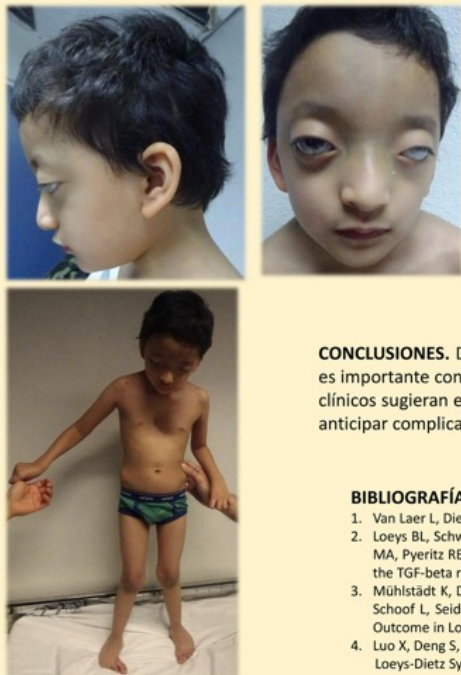 CONCLUSIONES.
es importante con
clínicos sugieran e
anticipar complica
BIBLIOGRAFÍA
1. Van Laer L, Die
2. Loeys BL, Schw
MA, Pyeritz RE
the TGF-beta r
3. Mühlstädt K, D
Schoof L, Seid
Outcome in Lo
4. Luo X, Deng S,
Loeys-Dietz Sy